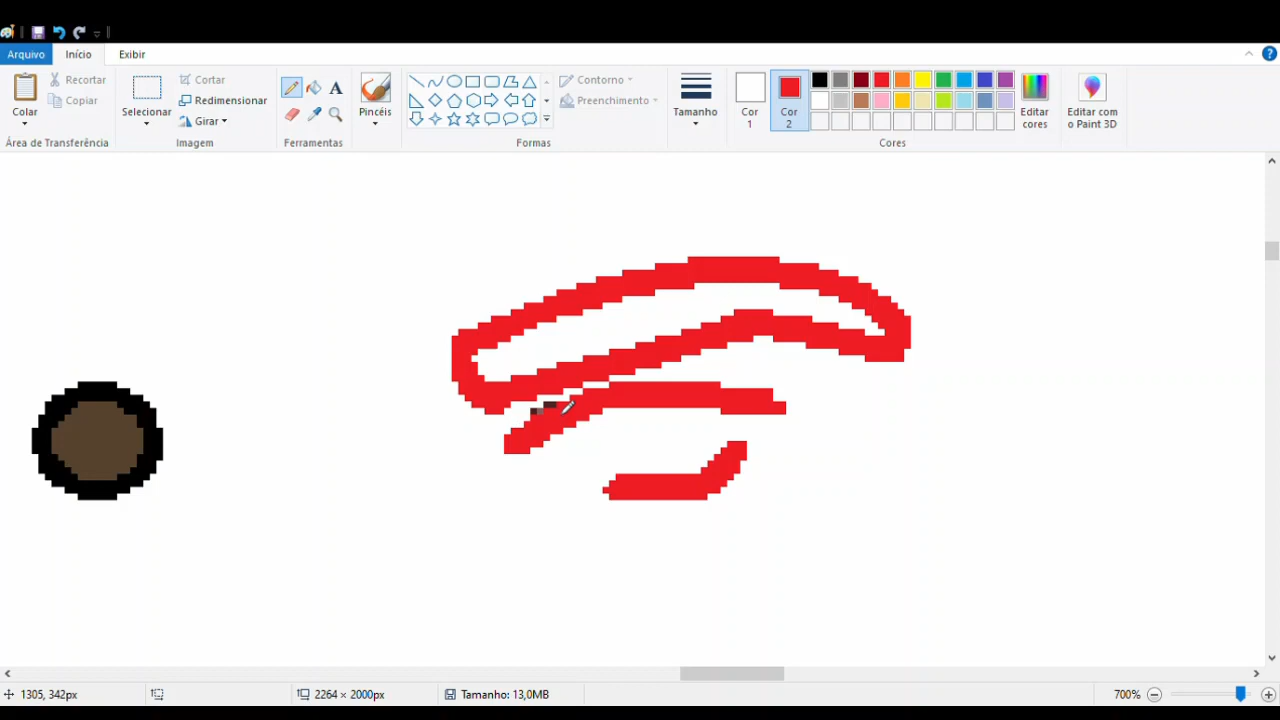 Arquivo Início Exibir
Colar
Recortar
Copiar
Área de Transferência
Selecionar
Cortar
Redimensionar
Girar
Imagem
A
Ferramentas
Pincéis
Contorno
Preenchimento
Formas
Tamanho
Cor
1
Cor
2
Editar
cores
Cores
Editar com
o Paint 3D
1305, 342px
2264 × 2000px
Tamanho: 13,0MB
700%